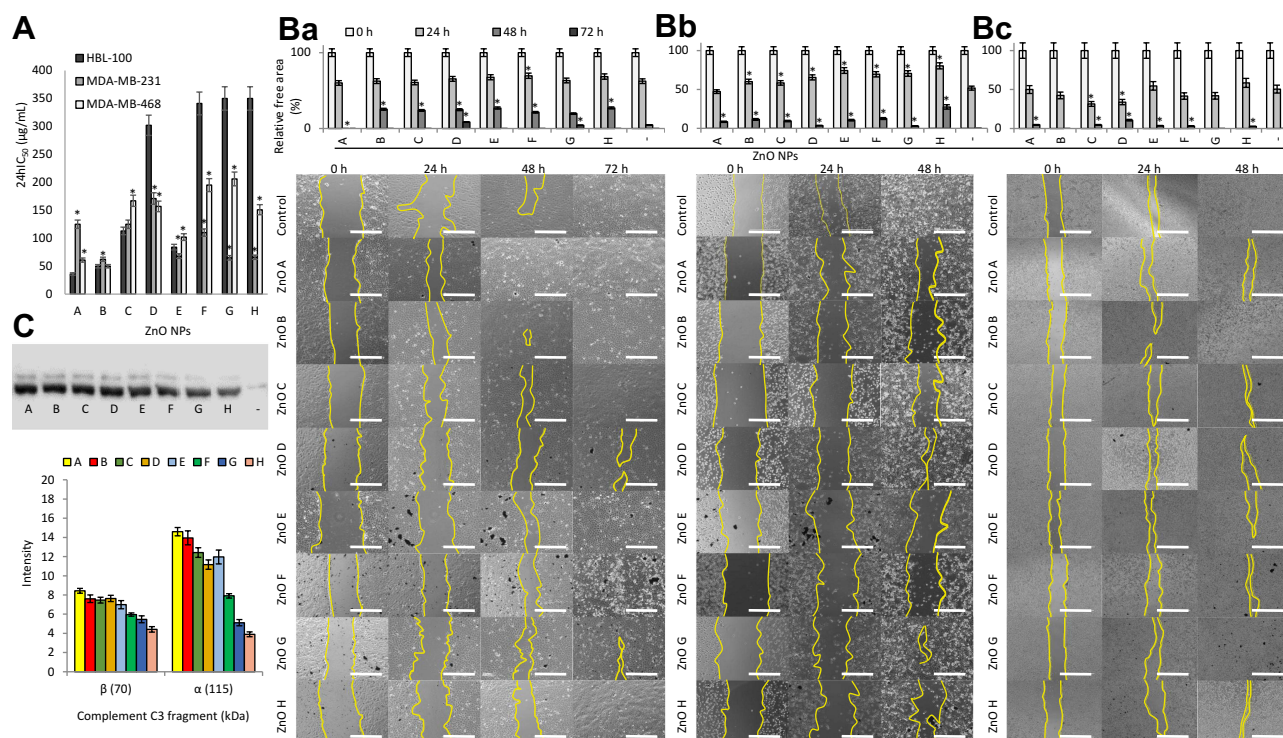 A
HBL-100
MDA-MB-231
MDA-MB-468
24hIC50 (µg/mL)
400
350
300
250
200
150
100
50
0
* * * * * * * * * * * * *
A B C D E F G H
ZnO NPs
Ba
0 h 24 h 48 h 72 h
Relative free area (%)
100
50
0
* * * * * * * * * *
A B C D E F G H -
Bb
100
50
0
* * * * * * * * * * * * * * *
A B C D E F G H -
Bc
100
50
0
* * * * * * * *
A B C D E F G H -
ZnO NPs
0 h 24 h 48 h 72 h
0 h 24 h 48 h
0 h 24 h 48 h
Control Control Control
ZnO A ZnO A ZnO A
ZnO B ZnO B ZnO B
ZnO C ZnO C ZnO C
ZnO D ZnO D ZnO D
ZnO E ZnO E ZnO E
ZnO F ZnO F ZnO F
ZnO G ZnO G ZnO G
ZnO H ZnO H ZnO H
C
A B C D E F G H -
A B C D E F G H
Intensity
20
18
16
14
12
10
8
6
4
2
0
β (70) α (115)
Complement C3 fragment (kDa)